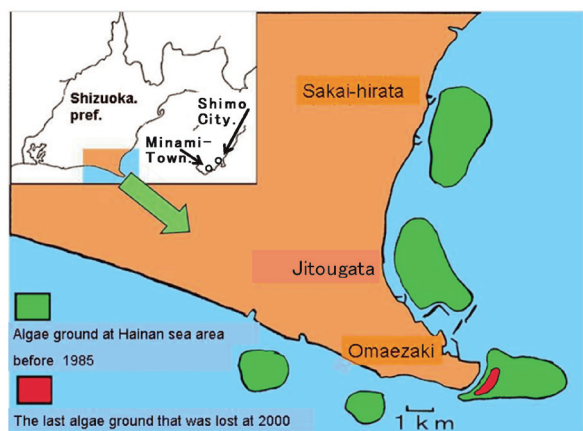 Shizuoka.
pref.
Shimo
City.
Minami-
Town.
Sakai-hirata
Jitougata
Omaezaki
Algae ground at Hainan sea area
before 1985
The last algae ground that was lost at 2000
1 km